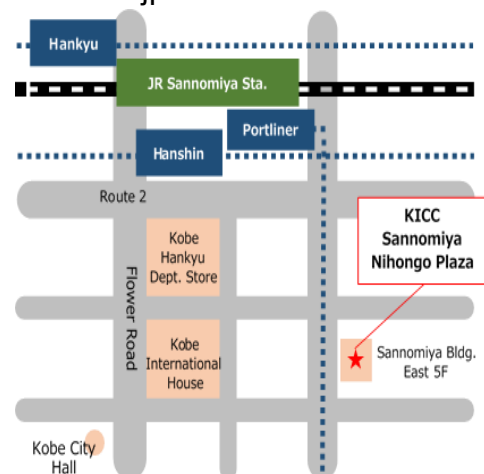 Hankyu
JR Sannomiya Sta.
Portliner
Hanshin
Route 2
KICC
Sannomiya
Nihongo Plaza
Kobe
Hankyu
Dept. Store
Flower Road
Kobe
International
House
Sannomiya Bldg.
East 5F
Kobe City
Hall